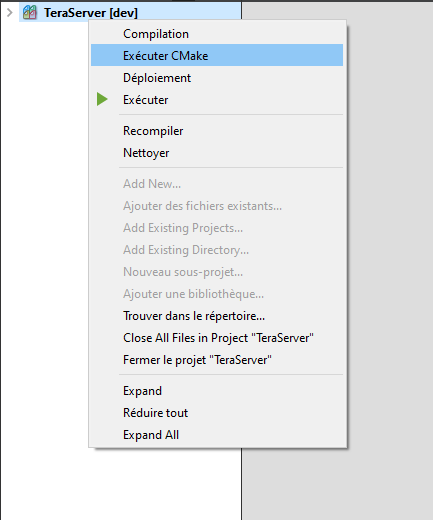 TeraServer [dev]
Compilation
Exécuter CMake
Déploiement
Exécuter
Recompiler
Nettoyer
Add New...
Ajouter des fichiers existants...
Add Existing Projects...
Add Existing Directory...
Nouveau sous-projet...
Ajouter une bibliothèque...
Trouver dans le répertoire...
Close All Files in Project "TeraServer"
Fermer le projet "TeraServer"
Expand
Réduire tout
Expand All